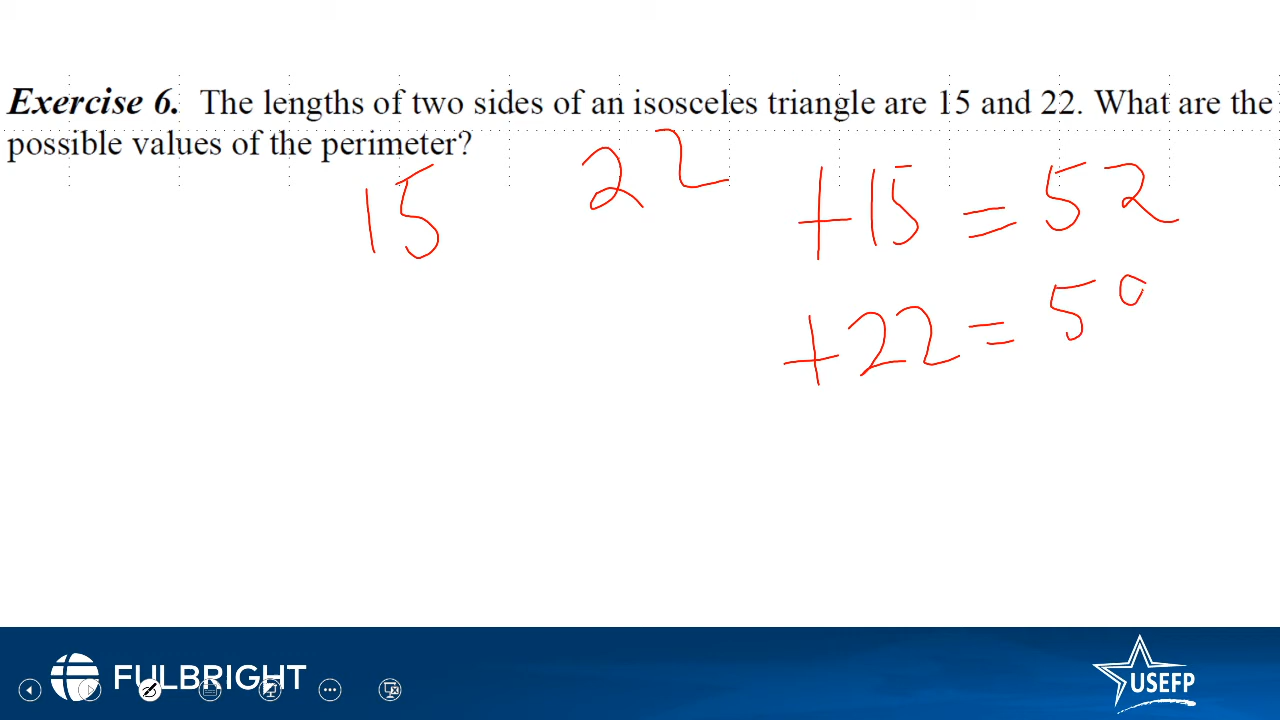 Exercise 6. The lengths of two sides of an isosceles triangle are 15 and 22. What are the
possible values of the perimeter?
15 22 +15 = 52
+22 = 5
FULBRIGHT
USEFP